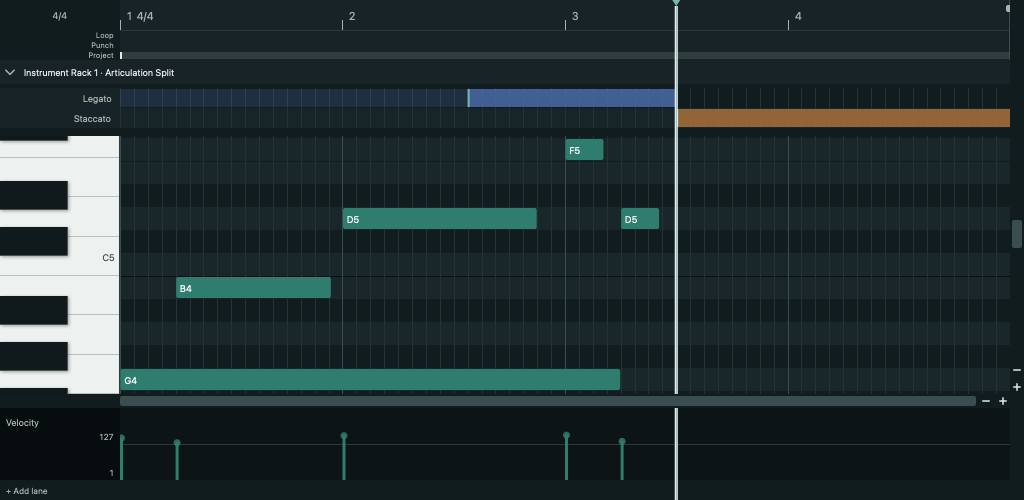 4/4 1 4/4 2 3 4
Loop
Punch
Project
Instrument Rack 1 · Articulation Split
Legato
Staccato
F5
D5 D5
C5
B4
G4
Velocity
127
1
+ Add lane